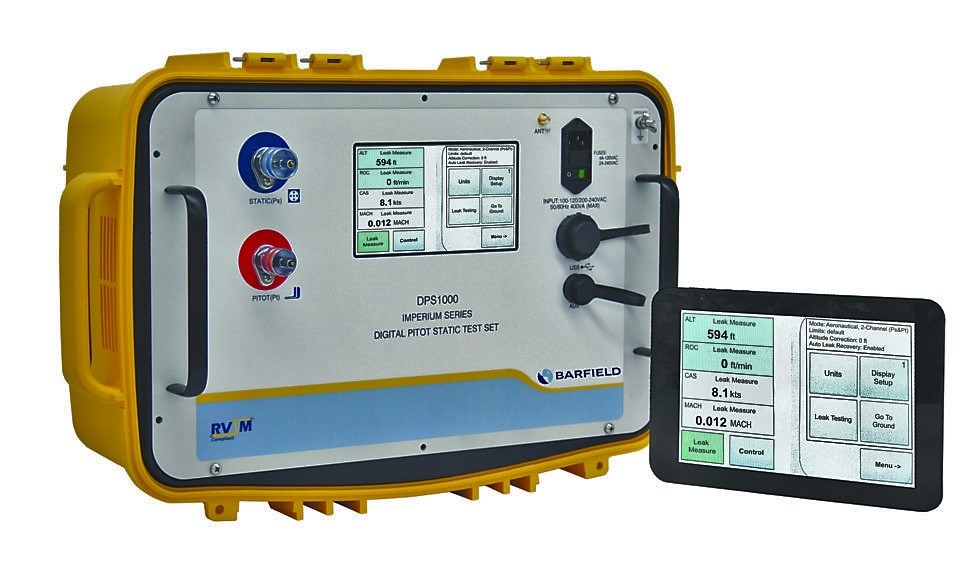 ANT
GROUND
STATIC(Ps)
PITOT(Pt)
ALT Leak Measure
594 ft
ROC Leak Measure
0 ft/min
CAS Leak Measure
8.1 kts
MACH Leak Measure
0.012 MACH
Leak
Measure
Control
Mode: Aeronautical, 2-Channel (Ps&Pt)
Limits: default
Altitude Correction: 0 ft
Auto Leak Recovery: Enabled
Units
1
Display
Setup
Leak Testing
Go To
Ground
Menu ->
FUSES:
4A-120VAC
2A-240VAC
INPUT:100-120/200-240VAC
50/60Hz 400VA (MAX)
USB
DPS1000
IMPERIUM SERIES
DIGITAL PITOT STATIC TEST SET
BARFIELD
RVSM
Compliant
ALT Leak Measure
594 ft
ROC Leak Measure
0 ft/min
CAS Leak Measure
8.1 kts
MACH Leak Measure
0.012 MACH
Leak
Measure
Control
Mode: Aeronautical, 2-Channel (Ps&Pt)
Limits: default
Altitude Correction: 0 ft
Auto Leak Recovery: Enabled
Units
1
Display
Setup
Leak Testing
Go To
Ground
Menu ->